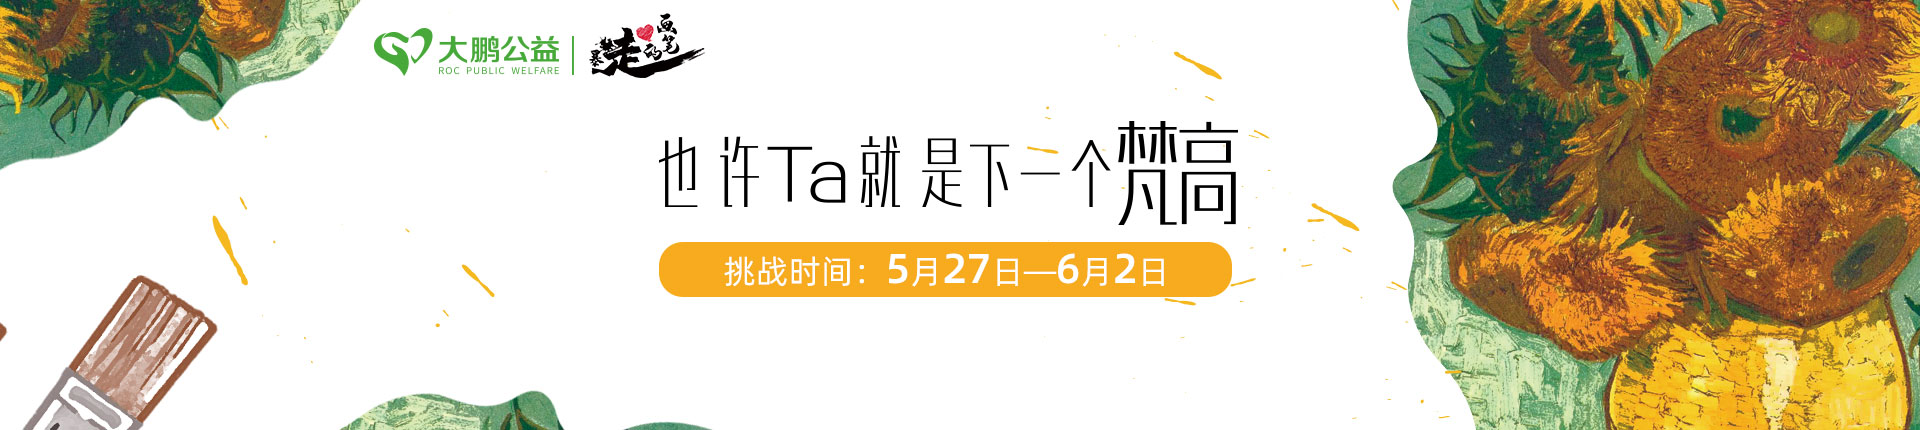 大鹏公益
ROC PUBLIC WELFARE
暴走的画笔
也许Ta就是下一个梵高
挑战时间：5月27日—6月2日